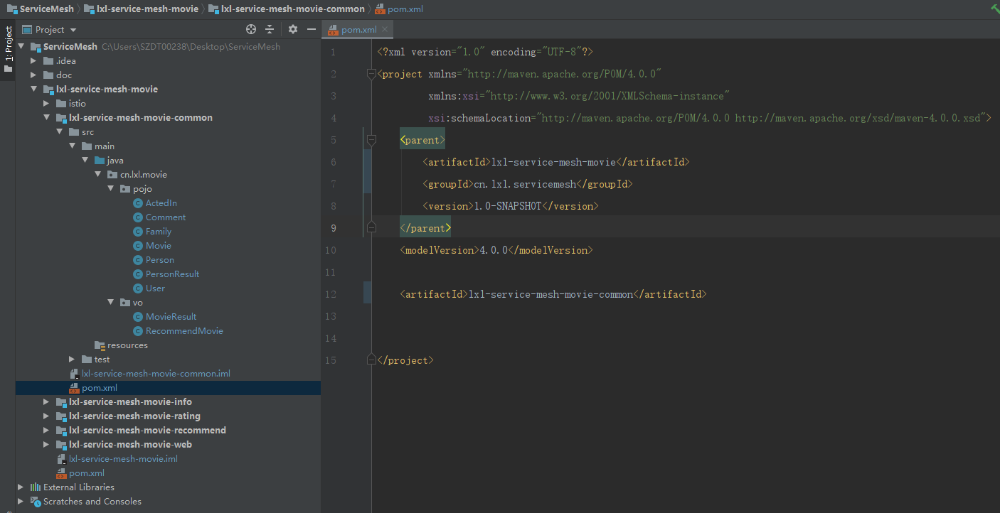 ServiceMesh lxl-service-mesh-movie lxl-service-mesh-movie-common pom.xml
1: Project
Project
ServiceMesh C:\Users\SZDT00238\Desktop\ServiceMesh
.idea
doc
lxl-service-mesh-movie
istio
lxl-service-mesh-movie-common
src
main
java
cn.lxl.movie
pojo
ActedIn
Comment
Family
Movie
Person
PersonResult
User
vo
MovieResult
RecommendMovie
resources
test
lxl-service-mesh-movie-common.iml
pom.xml
lxl-service-mesh-movie-info
lxl-service-mesh-movie-rating
lxl-service-mesh-movie-recommend
lxl-service-mesh-movie-web
lxl-service-mesh-movie.iml
pom.xml
External Libraries
Scratches and Consoles
pom.xml
1 <?xml version="1.0" encoding="UTF-8"?>
2 <project xmlns="http://maven.apache.org/POM/4.0.0"
3 xmlns:xsi="http://www.w3.org/2001/XMLSchema-instance"
4 xsi:schemaLocation="http://maven.apache.org/POM/4.0.0 http://maven.apache.org/xsd/maven-4.0.0.xsd">
5 <parent>
6 <artifactId>lxl-service-mesh-movie</artifactId>
7 <groupId>cn.lxl.servicemesh</groupId>
8 <version>1.0-SNAPSHOT</version>
9 </parent>
10 <modelVersion>4.0.0</modelVersion>
11
12 <artifactId>lxl-service-mesh-movie-common</artifactId>
13
14
15 </project>